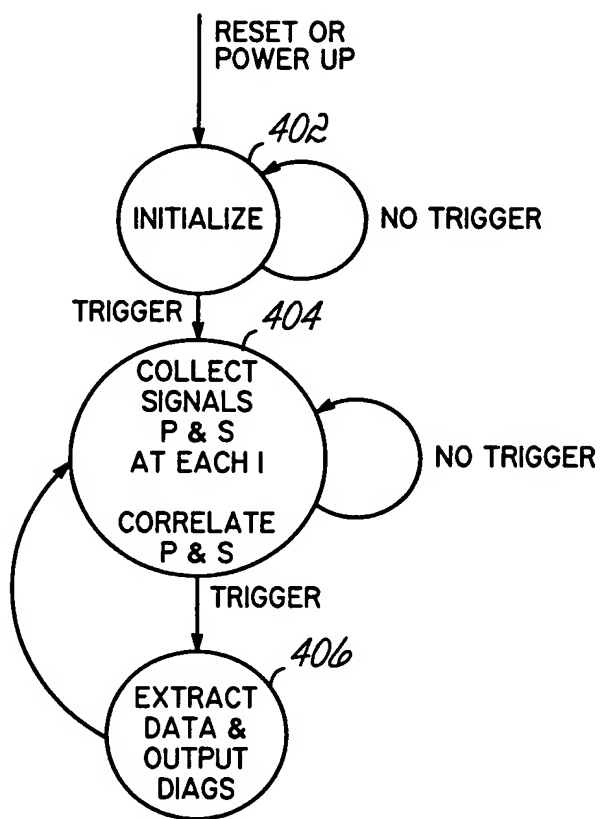 RESET OR
POWER UP
402
INITIALIZE
NO TRIGGER
TRIGGER
404
COLLECT
SIGNALS
P & S
AT EACH I
CORRELATE
P & S
NO TRIGGER
TRIGGER
406
EXTRACT
DATA &
OUTPUT
DIAGS